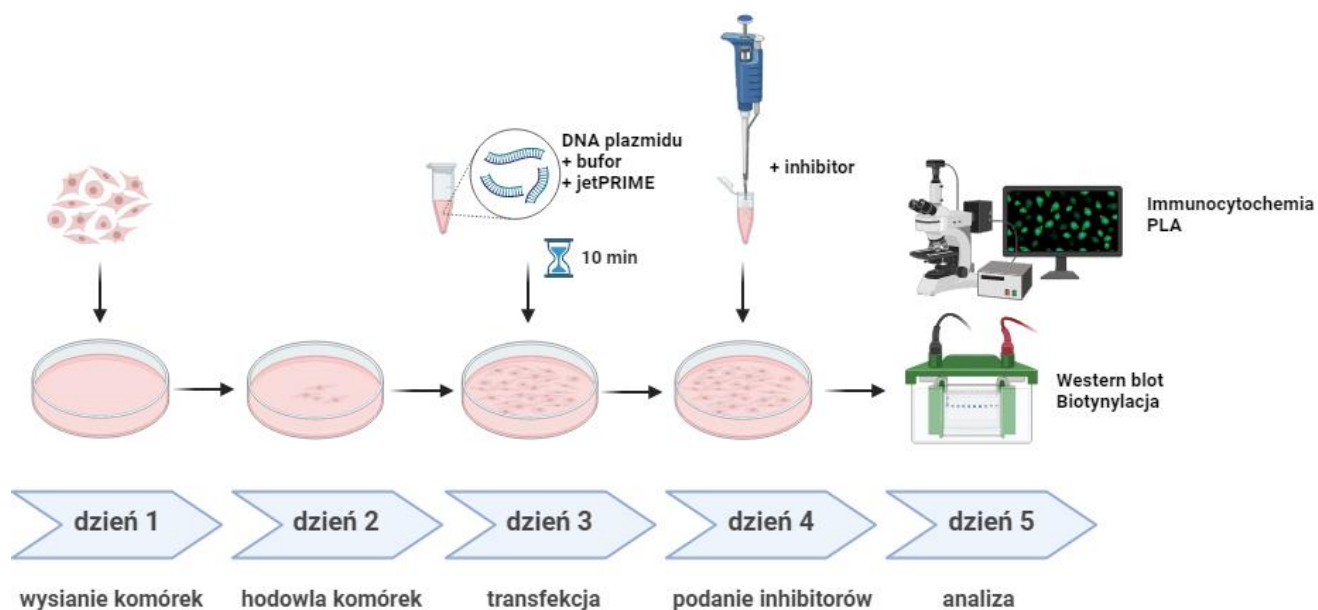 DNA plazmidu
+ bufor
+ jetPRIME
10 min
+ inhibitor
Immunocytochemia
PLA
Western blot
Biotynylacja
dzień 1
dzień 2
dzień 3
dzień 4
dzień 5
wysianie komórek
hodowla komórek
transfekcja
podanie inhibitorów
analiza